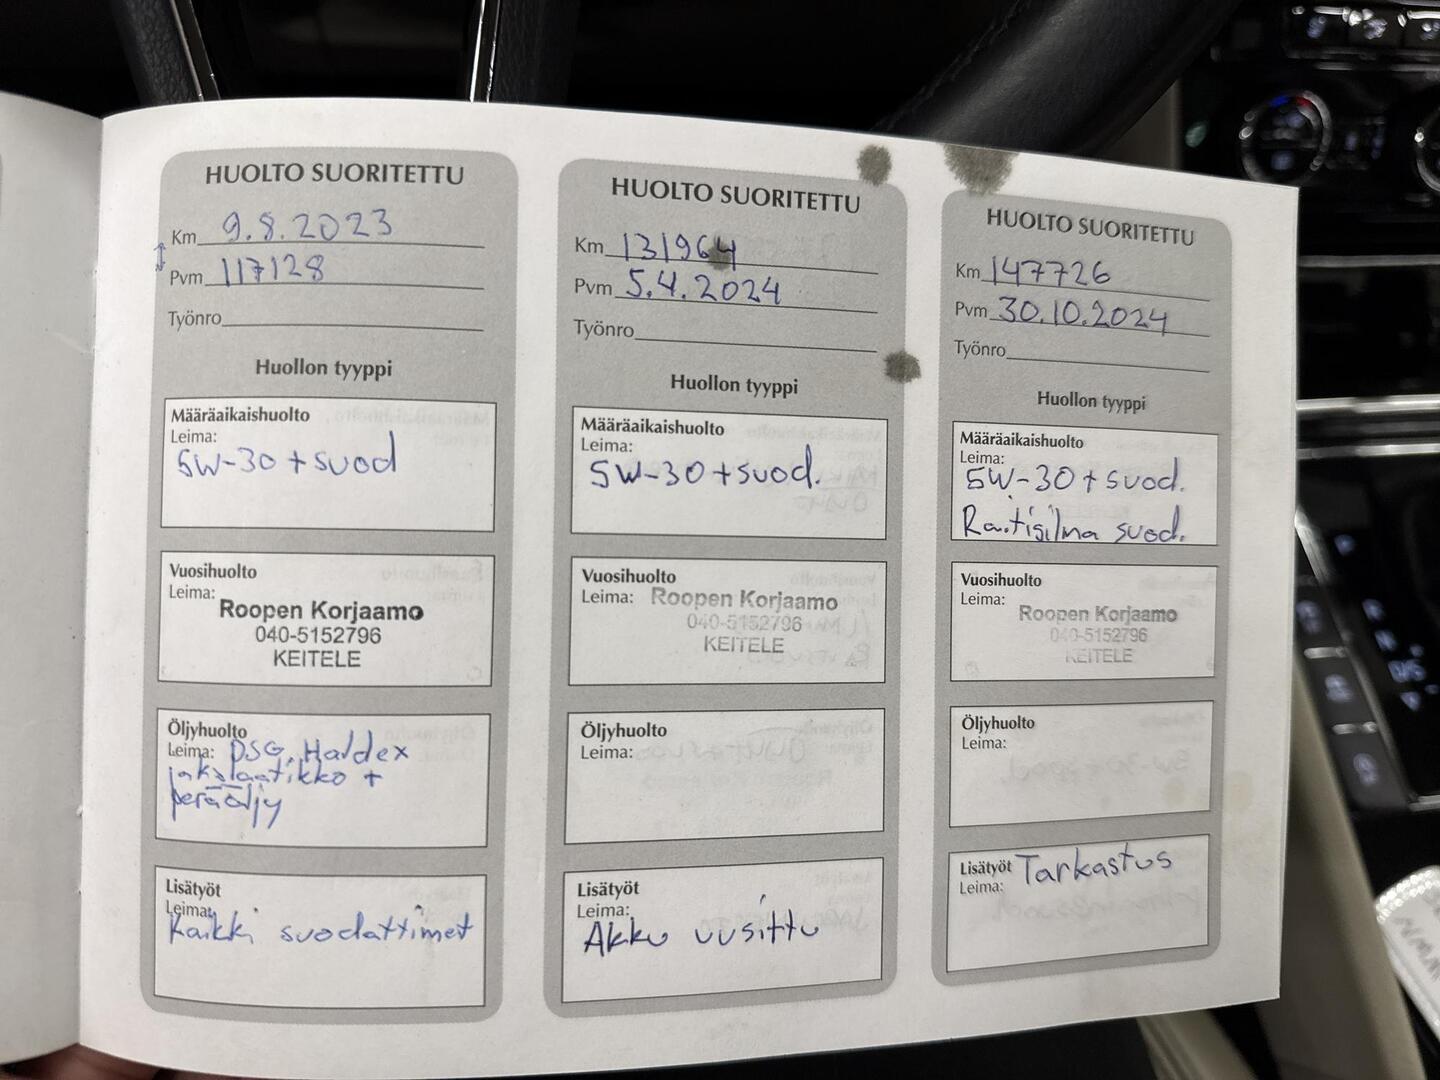 HUOLTO SUORITETTU
Km 9.8.2023
Pvm 117128
Työnro
Huollon tyyppi
Määräaikaishuolto
Leima:
5W-30 + suod
Vuosihuolto
Leima:
Roopen Korjaamo
040-5152796
KEITELE
Öljyhuolto
Leima: DSG, Haldex
jakolaatikko +
peräöljy
Lisätyöt
Leima:
Kaikki suodattimet
HUOLTO SUORITETTU
Km 131964
Pvm 5.4.2024
Työnro
Huollon tyyppi
Määräaikaishuolto
Leima:
5W-30 + suod.
Vuosihuolto
Leima: Roopen Korjaamo
040-5152796
KEITELE
Öljyhuolto
Leima:
Lisätyöt
Leima:
Akku uusittu
HUOLTO SUORITETTU
Km 147726
Pvm 30.10.2024
Työnro
Huollon tyyppi
Määräaikaishuolto
Leima:
5W-30 + suod.
Raitisilma suod.
Vuosihuolto
Leima:
Roopen Korjaamo
040-5152796
KEITELE
Öljyhuolto
Leima:
Lisätyöt Tarkastus
Leima: